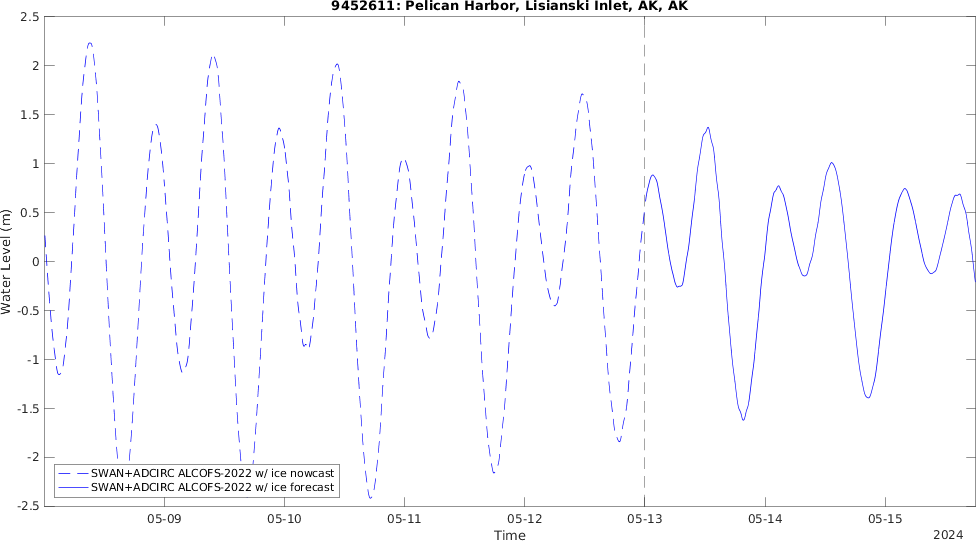 9452611: Pelican Harbor, Lisianski Inlet, AK, AK
2.5
2
1.5
1
0.5
0
-0.5
-1
-1.5
-2
-2.5
Water Level (m)
SWAN+ADCIRC ALCOFS-2022 w/ ice nowcast
SWAN+ADCIRC ALCOFS-2022 w/ ice forecast
05-09 05-10 05-11 05-12 05-13 05-14 05-15
Time
2024